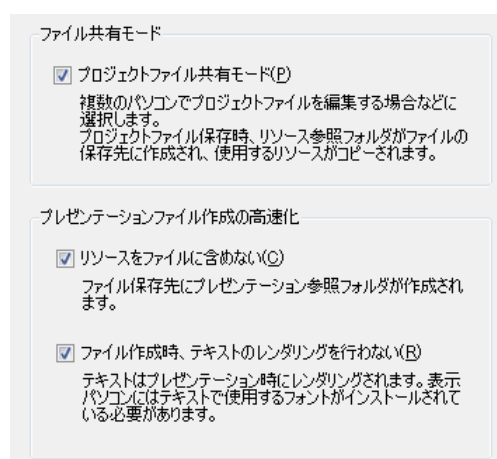 ファイル共有モード
プロジェクトファイル共有モード(P)
複数のパソコンでプロジェクトファイルを編集する場合などに
選択します。
プロジェクトファイル保存時、リソース参照フォルダがファイルの
保存先に作成され、使用するリソースがコピーされます。
プレゼンテーションファイル作成の高速化
リソースをファイルに含めない(C)
ファイル保存先にプレゼンテーション参照フォルダが作成され
ます。
ファイル作成時、テキストのレンダリングを行わない(R)
テキストはプレゼンテーション時にレンダリングされます。表示
パソコンにはテキストで使用するフォントがインストールされて
いる必要があります。